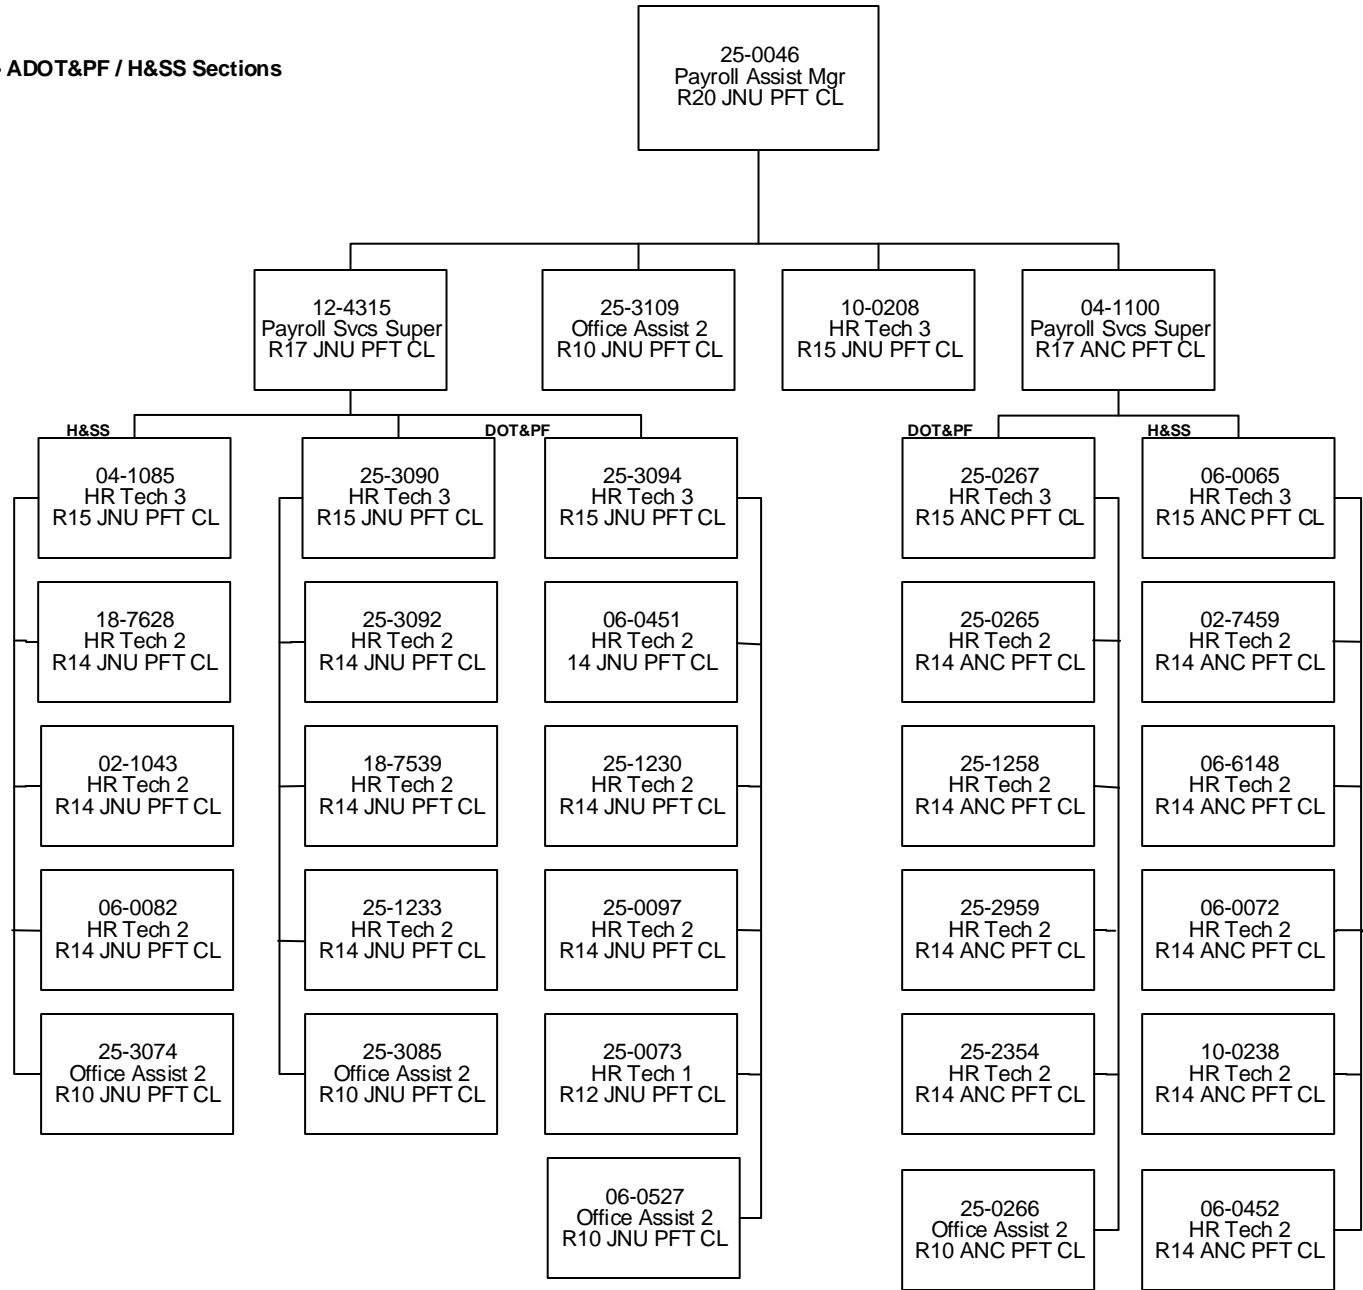 - ADOT&PF / H&SS Sections
25-0046
Payroll Assist Mgr
R20 JNU PFT CL
12-4315
Payroll Svcs Super
R17 JNU PFT CL
25-3109
Office Assist 2
R10 JNU PFT CL
10-0208
HR Tech 3
R15 JNU PFT CL
04-1100
Payroll Svcs Super
R17 ANC PFT CL
H&SS
04-1085
HR Tech 3
R15 JNU PFT CL
18-7628
HR Tech 2
R14 JNU PFT CL
02-1043
HR Tech 2
R14 JNU PFT CL
06-0082
HR Tech 2
R14 JNU PFT CL
25-3074
Office Assist 2
R10 JNU PFT CL
DOT&PF
25-3090
HR Tech 3
R15 JNU PFT CL
25-3092
HR Tech 2
R14 JNU PFT CL
18-7539
HR Tech 2
R14 JNU PFT CL
25-1233
HR Tech 2
R14 JNU PFT CL
25-3085
Office Assist 2
R10 JNU PFT CL
25-3094
HR Tech 3
R15 JNU PFT CL
06-0451
HR Tech 2
14 JNU PFT CL
25-1230
HR Tech 2
R14 JNU PFT CL
25-0097
HR Tech 2
R14 JNU PFT CL
25-0073
HR Tech 1
R12 JNU PFT CL
06-0527
Office Assist 2
R10 JNU PFT CL
DOT&PF
25-0267
HR Tech 3
R15 ANC PFT CL
25-0265
HR Tech 2
R14 ANC PFT CL
25-1258
HR Tech 2
R14 ANC PFT CL
25-2959
HR Tech 2
R14 ANC PFT CL
25-2354
HR Tech 2
R14 ANC PFT CL
25-0266
Office Assist 2
R10 ANC PFT CL
H&SS
06-0065
HR Tech 3
R15 ANC PFT CL
02-7459
HR Tech 2
R14 ANC PFT CL
06-6148
HR Tech 2
R14 ANC PFT CL
06-0072
HR Tech 2
R14 ANC PFT CL
10-0238
HR Tech 2
R14 ANC PFT CL
06-0452
HR Tech 2
R14 ANC PFT CL